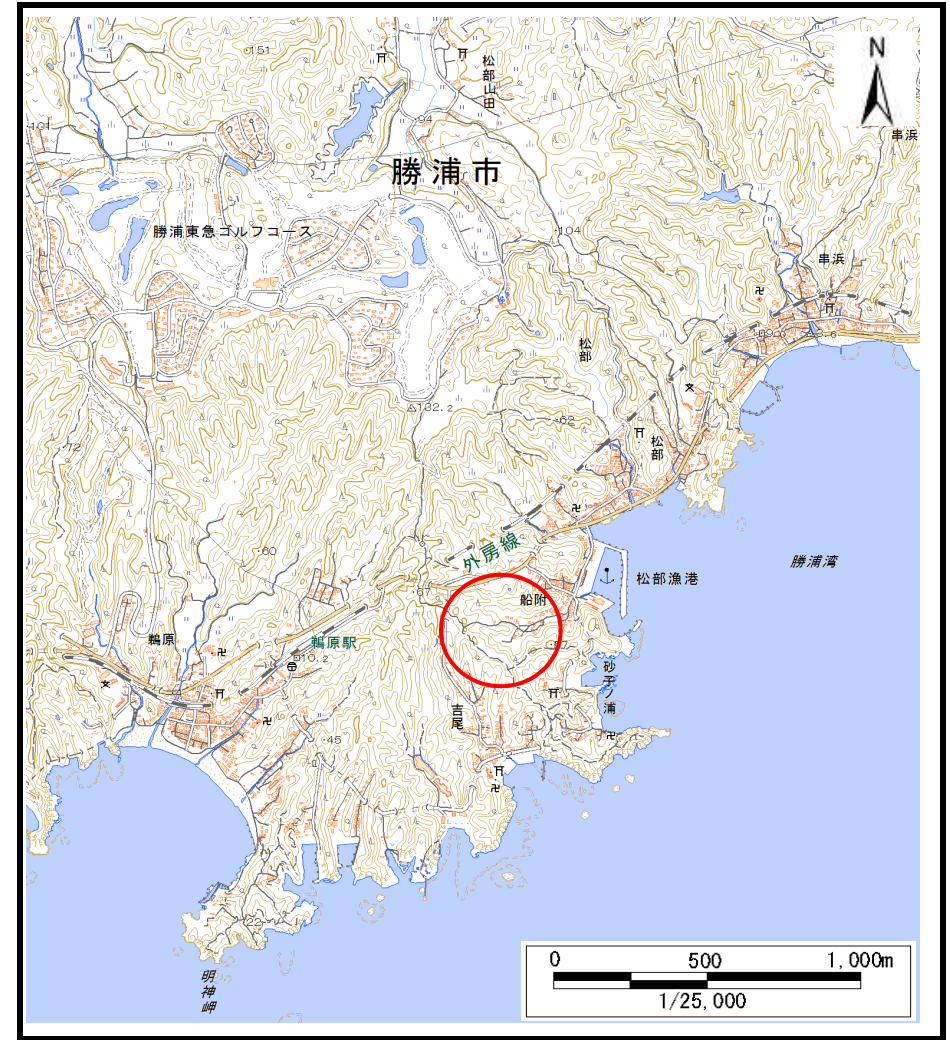 151
松部山田
N
串浜
101
94
勝浦市
120
勝浦東急ゴルフコース
104
串浜
松部
132.2
62
72
松部
外房線
60
勝浦湾
松部漁港
67
船附
鵜原
鵜原駅
10.2
砂子ノ浦
吉尾
45
22
明神岬
0 500 1,000m
1/25,000